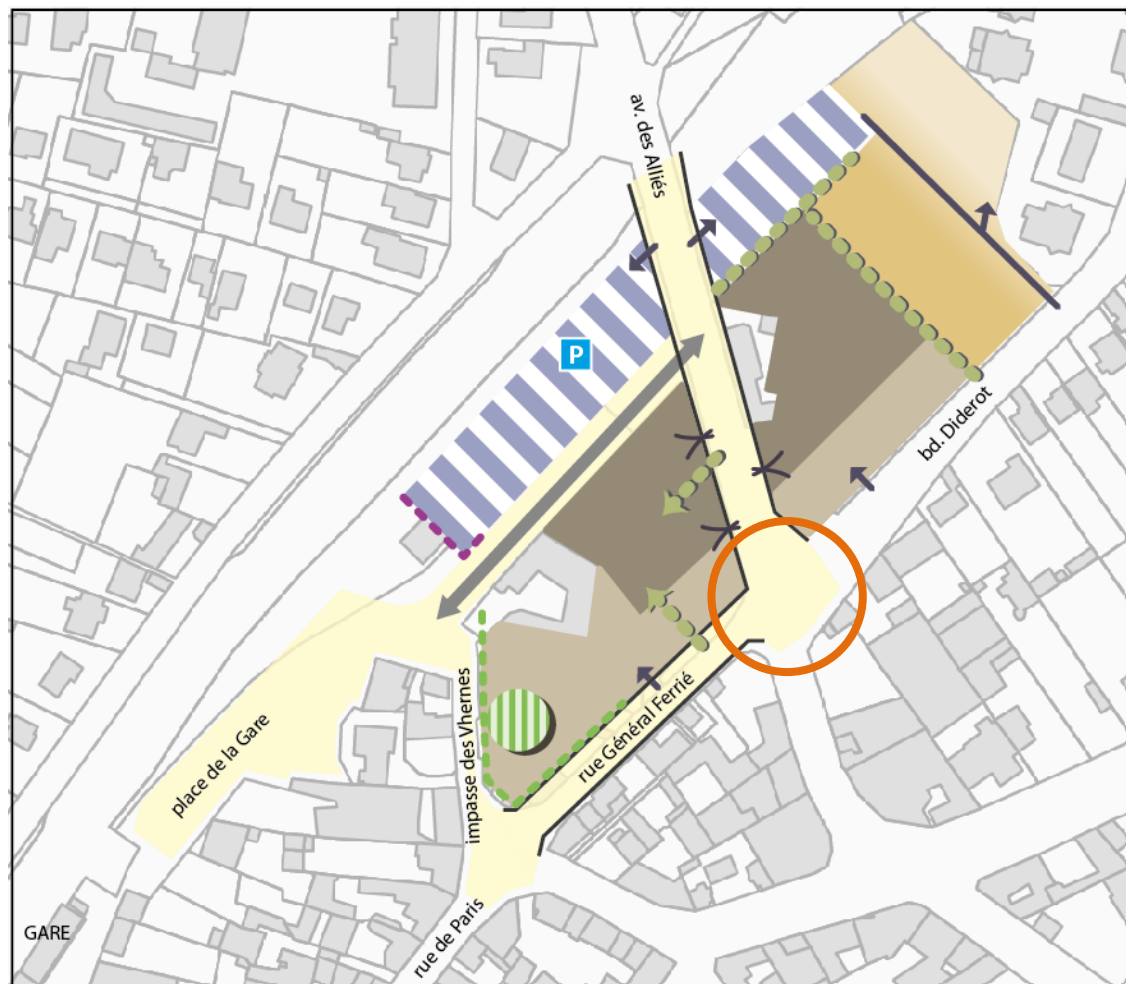 av. des Alliés
P
bd. Diderot
impasse des Vhernes
rue Général Ferrié
place de la Gare
GARE
rue de Paris